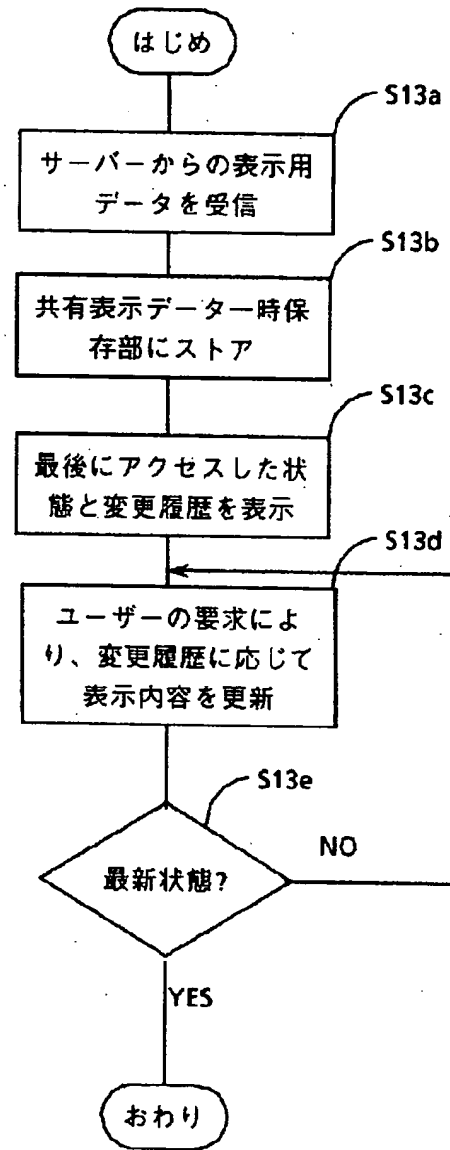 はじめ
S13a
サーバーからの表示用
データを受信
S13b
共有表示データ一時保
存部にストア
S13c
最後にアクセスした状
態と変更履歴を表示
S13d
ユーザーの要求によ
り、変更履歴に応じて
表示内容を更新
S13e
最新状態?
NO
YES
おわり